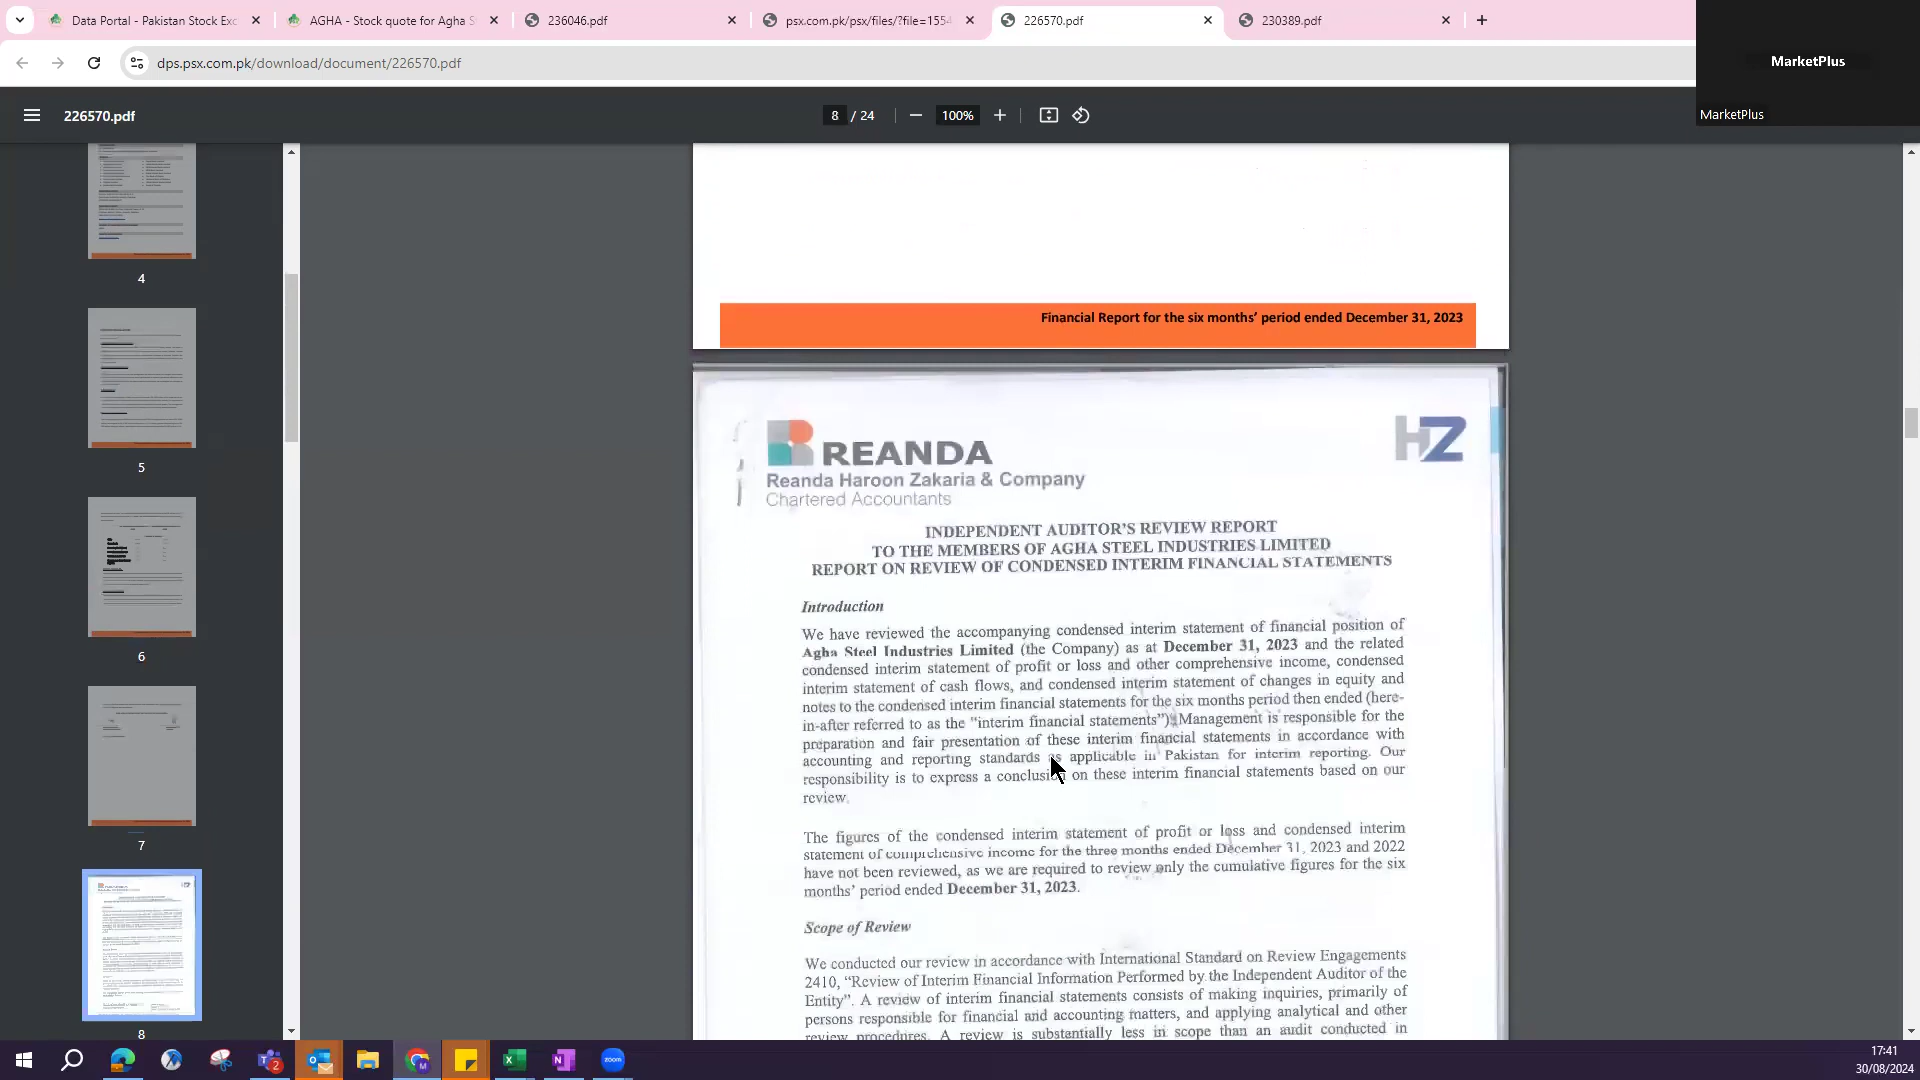 Data Portal - Pakistan Stock Exc
AGHA - Stock quote for Agha S
236046.pdf
psx.com.pk/psx/files/?file=1554
226570.pdf
230389.pdf
dps.psx.com.pk/download/document/226570.pdf
MarketPlus
MarketPlus
226570.pdf
8 / 24
100%
4
5
6
7
8
Financial Report for the six months' period ended December 31, 2023
REANDA
HZ
Reanda Haroon Zakaria & Company
Chartered Accountants
INDEPENDENT AUDITOR'S REVIEW REPORT
TO THE MEMBERS OF AGHA STEEL INDUSTRIES LIMITED
REPORT ON REVIEW OF CONDENSED INTERIM FINANCIAL STATEMENTS
Introduction
We have reviewed the accompanying condensed interim statement of financial position of
Agha Steel Industries Limited (the Company) as at December 31, 2023 and the related
condensed interim statement of profit or loss and other comprehensive income, condensed
interim statement of cash flows, and condensed interim statement of changes in equity and
notes to the condensed interim financial statements for the six months period then ended (here-
in-after referred to as the "interim financial statements"). Management is responsible for the
preparation and fair presentation of these interim financial statements in accordance with
accounting and reporting standards as applicable in Pakistan for interim reporting. Our
responsibility is to express a conclusion on these interim financial statements based on our
review.
The figures of the condensed interim statement of profit or loss and condensed interim
statement of comprehensive income for the three months ended December 31, 2023 and 2022
have not been reviewed, as we are required to review only the cumulative figures for the six
months' period ended December 31, 2023.
Scope of Review
We conducted our review in accordance with International Standard on Review Engagements
2410, "Review of Interim Financial Information Performed by the Independent Auditor of the
Entity". A review of interim financial statements consists of making inquiries, primarily of
persons responsible for financial and accounting matters, and applying analytical and other
review procedures. A review is substantially less in scope than an audit conducted in
17:41
30/08/2024